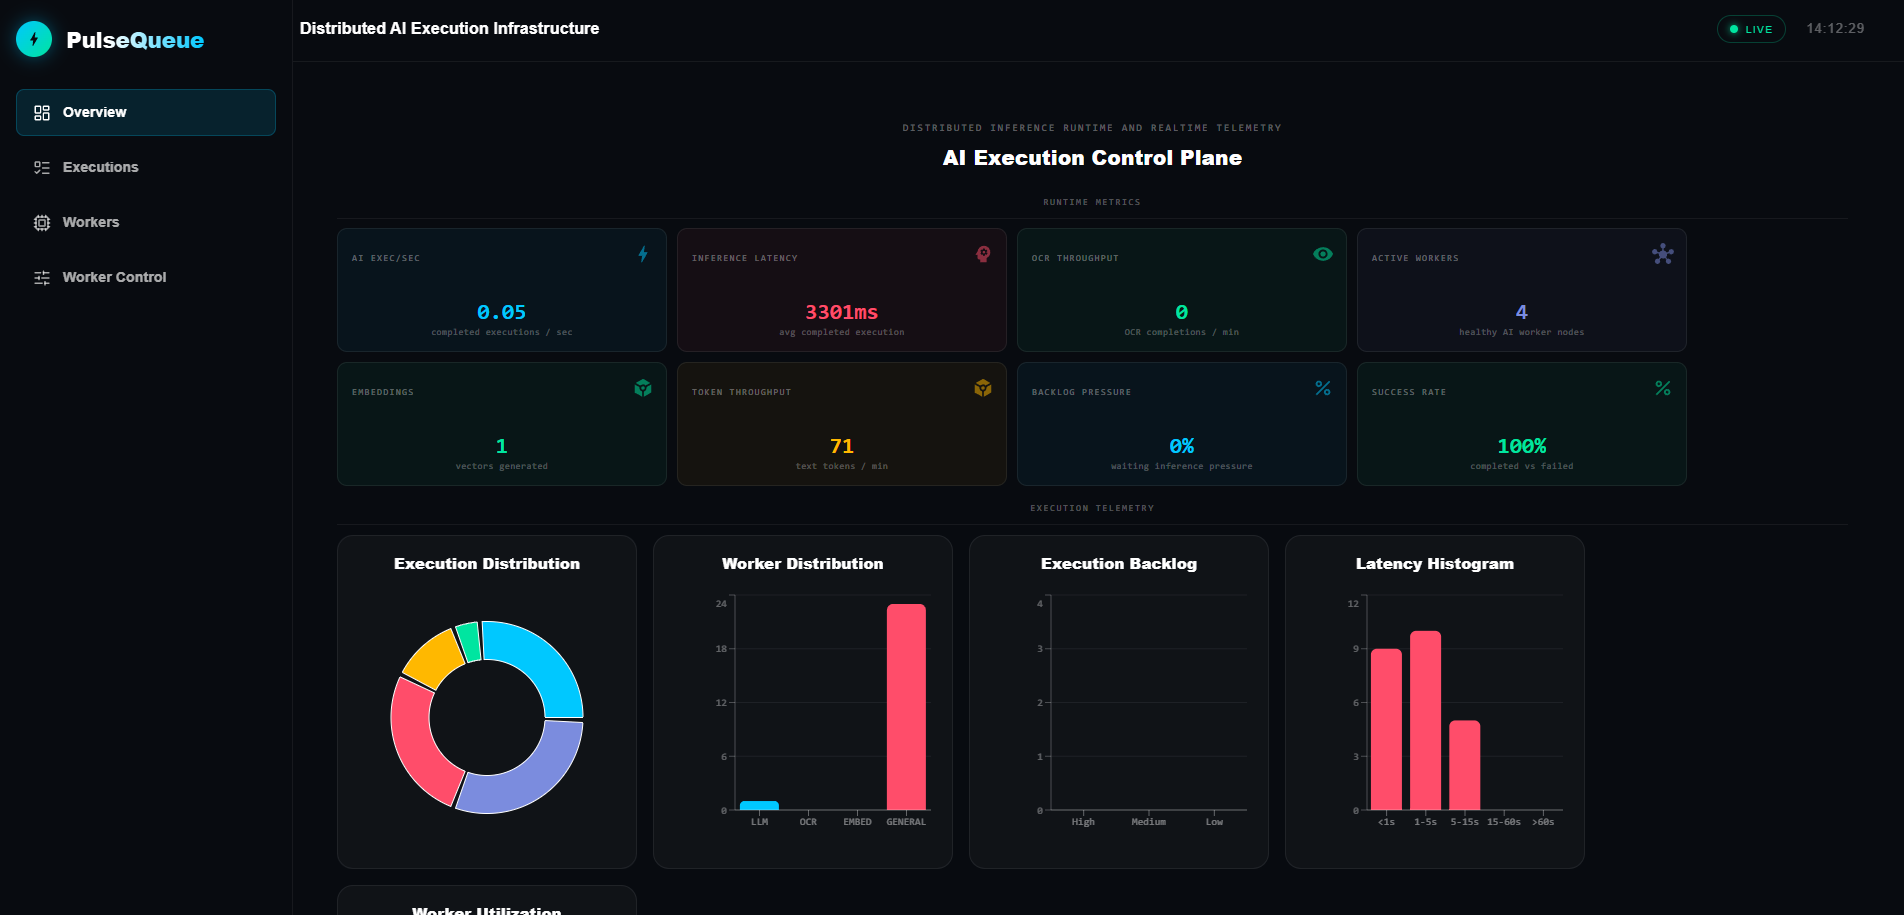 PulseQueue
Distributed AI Execution Infrastructure
LIVE
14:12:29
Overview
Executions
Workers
Worker Control
DISTRIBUTED INFERENCE RUNTIME AND REALTIME TELEMETRY
AI Execution Control Plane
RUNTIME METRICS
AI EXEC/SEC
0.05
completed executions / sec
INFERENCE LATENCY
3301ms
avg completed execution
OCR THROUGHPUT
0
OCR completions / min
ACTIVE WORKERS
4
healthy AI worker nodes
EMBEDDINGS
1
vectors generated
TOKEN THROUGHPUT
71
text tokens / min
BACKLOG PRESSURE
0%
waiting inference pressure
SUCCESS RATE
100%
completed vs failed
EXECUTION TELEMETRY
Execution Distribution
Worker Distribution
24
18
12
6
0
LLM OCR EMBED GENERAL
Execution Backlog
4
3
2
1
0
High Medium Low
Latency Histogram
12
9
6
3
0
<1s 1-5s 5-15s 15-60s >60s
Worker Utilization